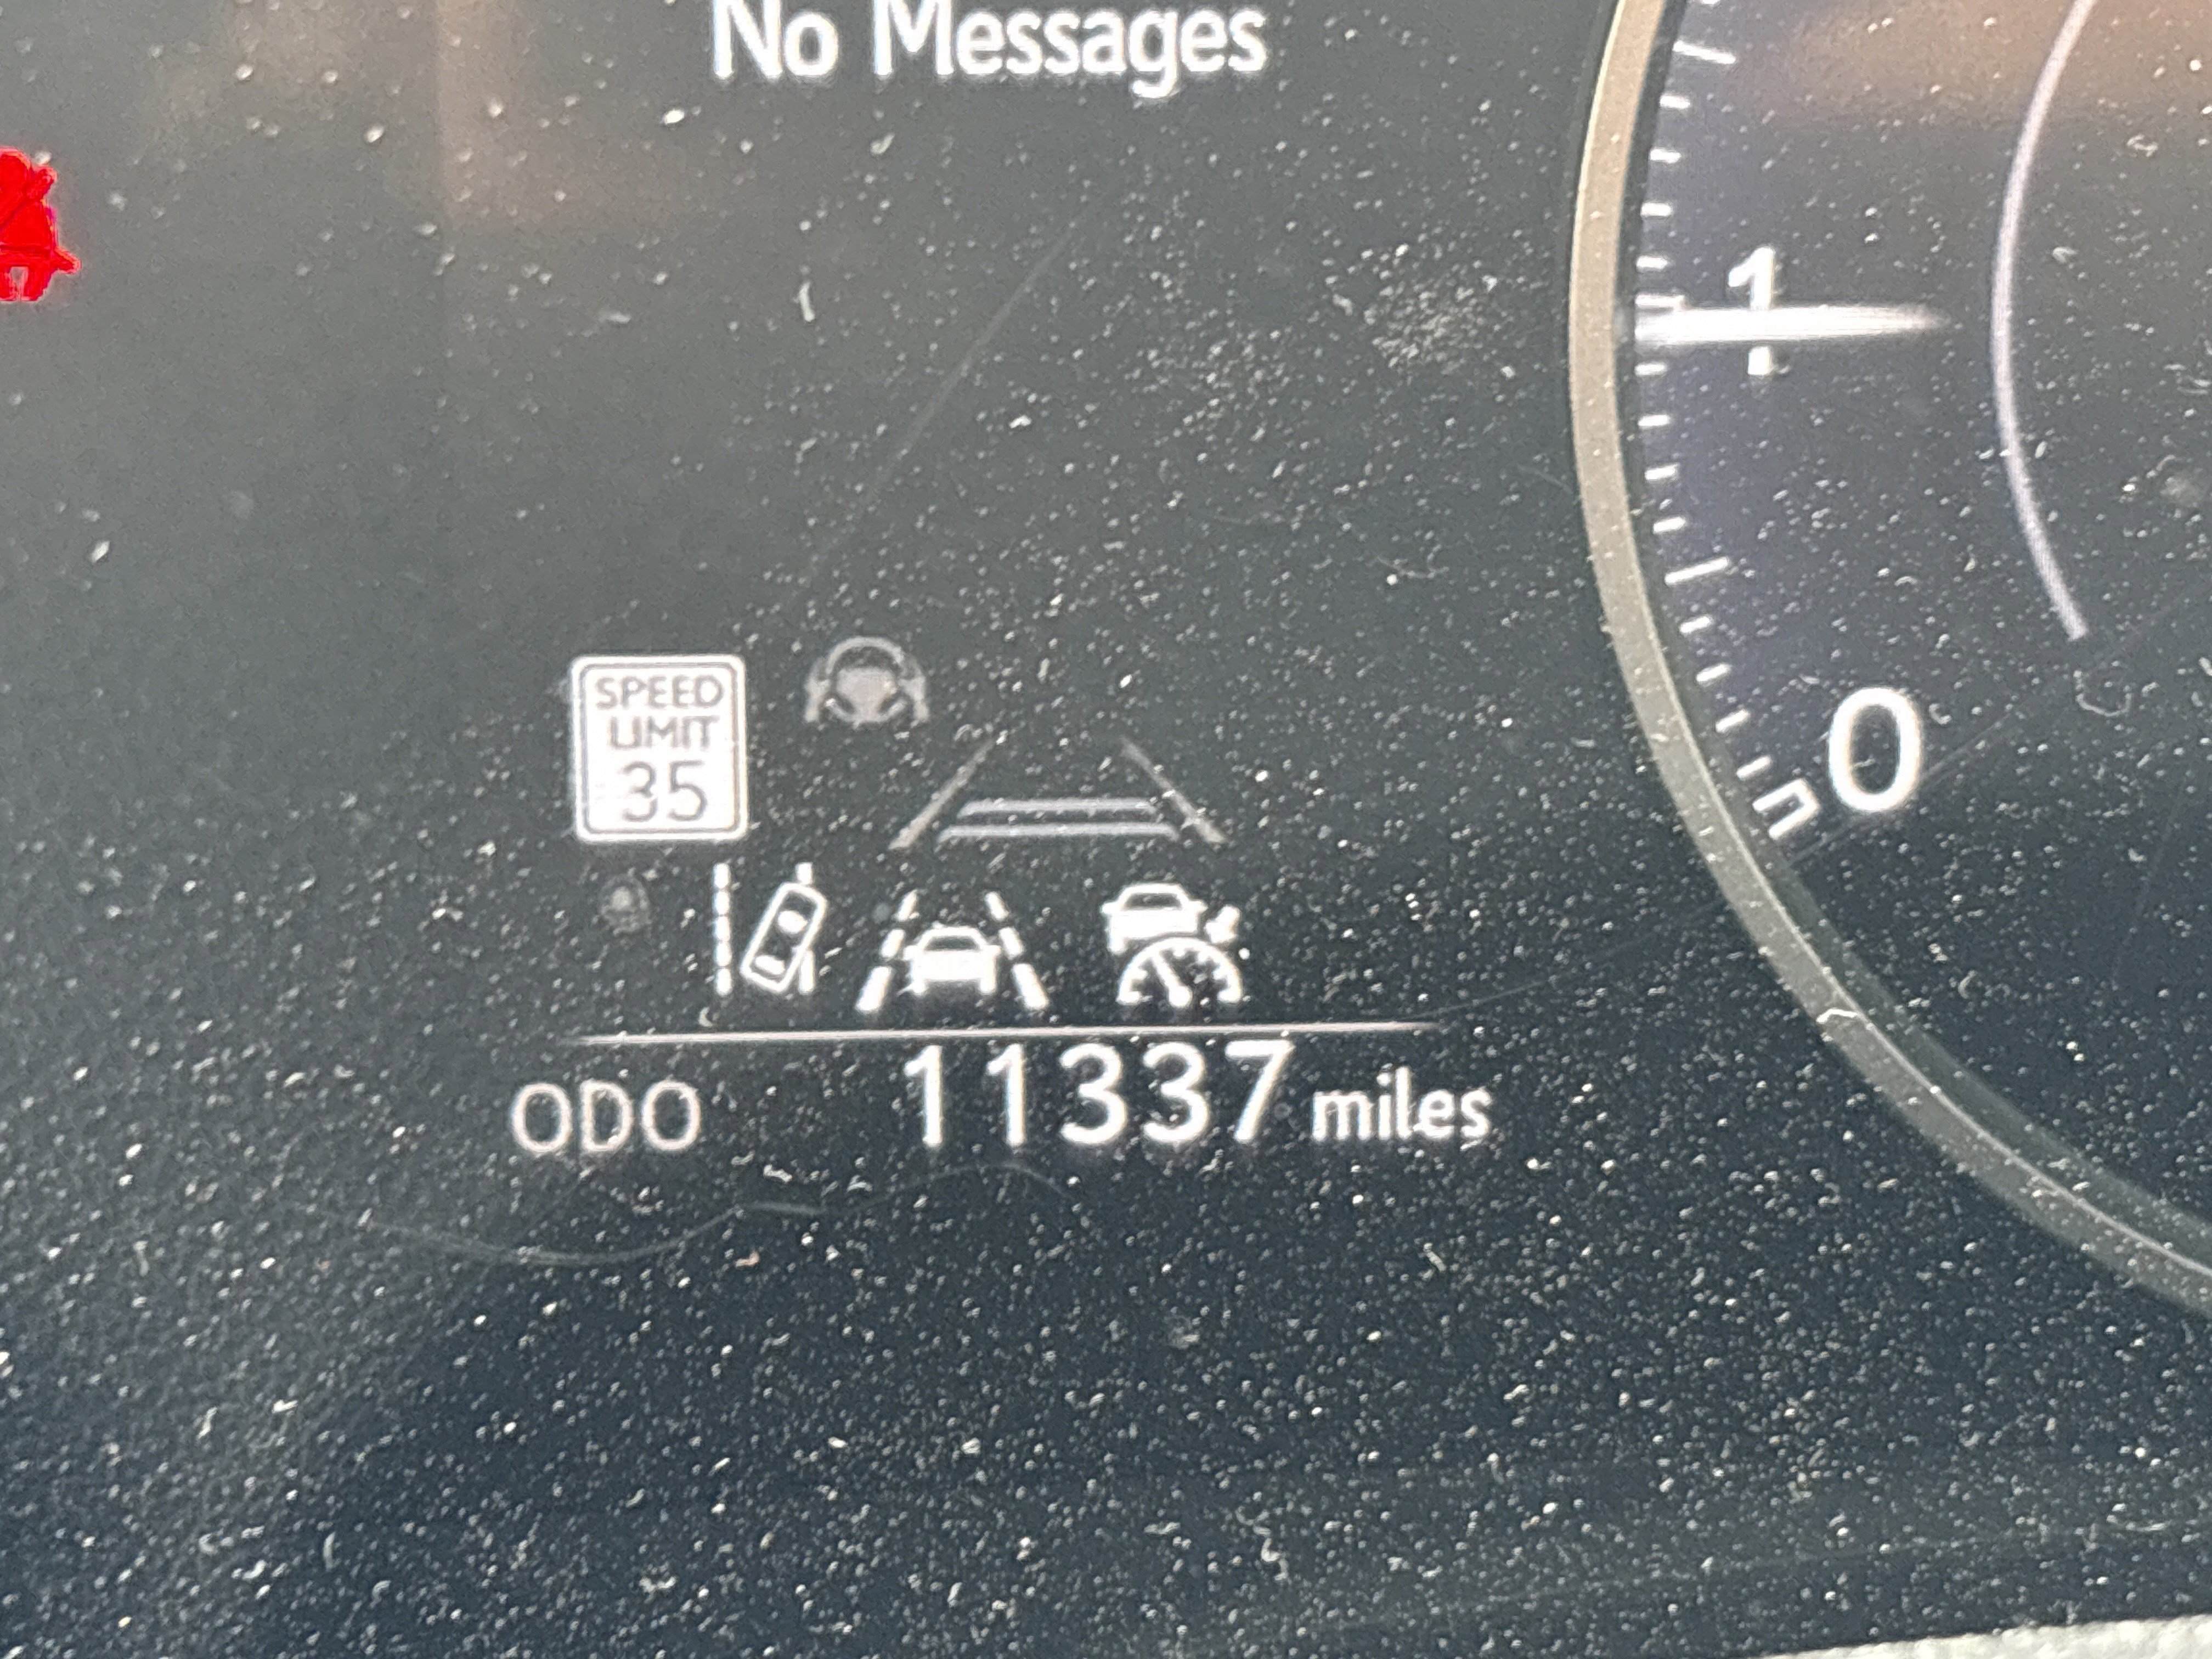 No Messages
1
0
SPEED
LIMIT
35
ODO 11337 miles